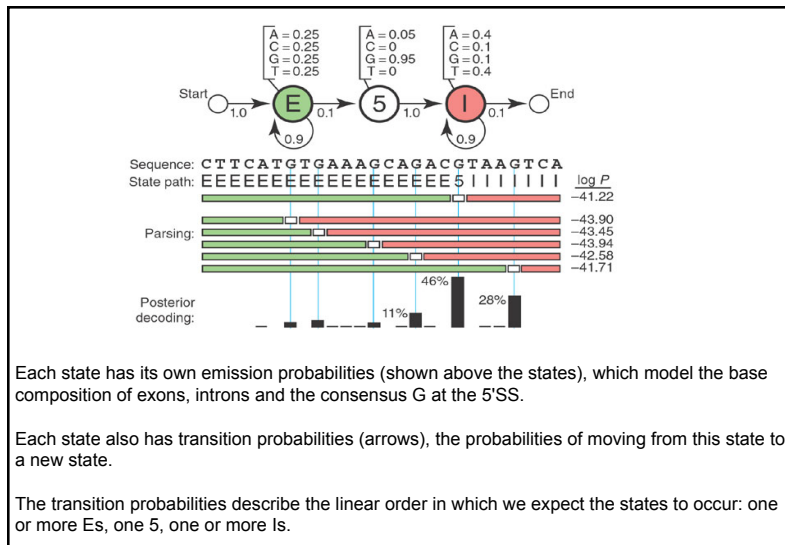 A = 0.25
C = 0.25
G = 0.25
T = 0.25
A = 0.05
C = 0
G = 0.95
T = 0
A = 0.4
C = 0.1
G = 0.1
T = 0.4
Start 1.0 E 0.1 5 1.0 I 0.1 End
0.9 0.9
Sequence: C T T C A T G T G A A A G C A G A C G T A A G T C A
State path: E E E E E E E E E E E E E E E E E E 5 I I I I I I I log P
−41.22
−43.90
−43.45
Parsing: −43.94
−42.58
−41.71
46%
28%
11%
Posterior
decoding:
Each state has its own emission probabilities (shown above the states), which model the base
composition of exons, introns and the consensus G at the 5'SS.
Each state also has transition probabilities (arrows), the probabilities of moving from this state to
a new state.
The transition probabilities describe the linear order in which we expect the states to occur: one
or more Es, one 5, one or more Is.